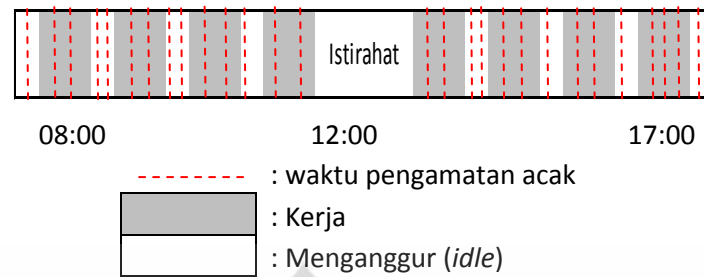 Istirahat
08:00 12:00 17:00
: waktu pengamatan acak
: Kerja
: Menganggur (idle)